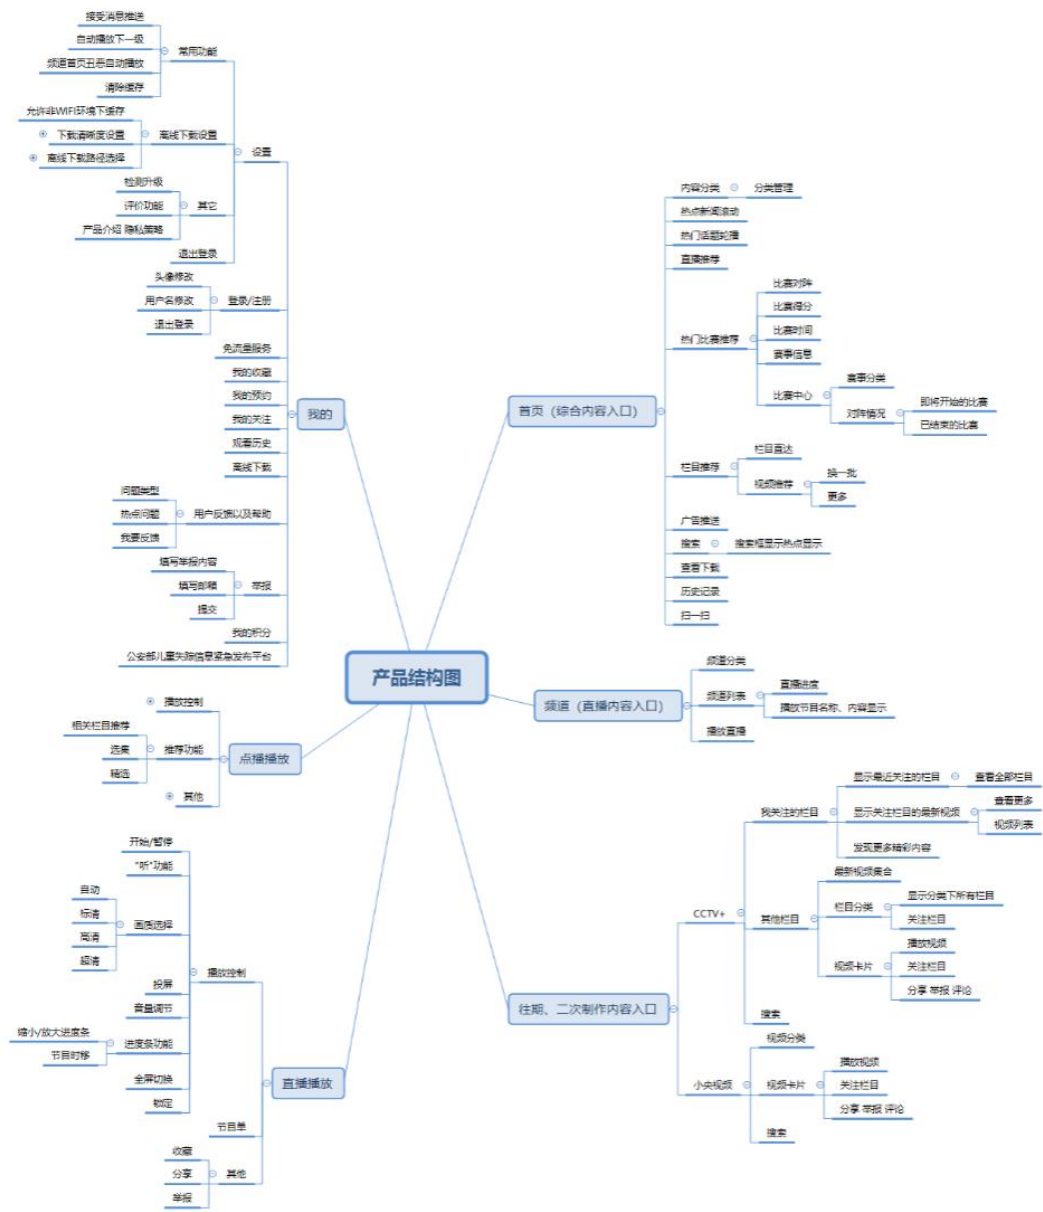 产品结构图
首页（综合内容入口）
内容分类
分类管理
热点新闻滚动
热门话题轮播
直播推荐
热门比赛推荐
比赛对阵
比赛得分
比赛时间
赛事信息
比赛中心
赛事分类
对阵情况
即将开始的比赛
已结束的比赛
栏目推荐
栏目直达
视频推荐
换一批
更多
广告推送
搜索
搜索框显示热点显示
查看下载
历史记录
扫一扫
频道（直播内容入口）
频道分类
频道列表
直播进度
播放节目名称、内容显示
播放直播
往期、二次制作内容入口
CCTV+
我关注的栏目
显示最近关注的栏目
查看全部栏目
显示关注栏目的最新视频
查看更多
视频列表
发现更多精彩内容
其他栏目
最新视频集合
栏目分类
显示分类下所有栏目
关注栏目
视频卡片
播放视频
关注栏目
分享 举报 评论
搜索
小央视频
视频分类
视频卡片
播放视频
关注栏目
分享 举报 评论
搜索
我的
设置
常用功能
接受消息推送
自动播放下一级
频道首页丑恶自动播放
清除缓存
离线下载设置
允许非WIFI环境下缓存
下载清晰度设置
离线下载路径选择
其它
检测升级
评价功能
产品介绍 隐私策略
退出登录
登录/注册
头像修改
用户名修改
退出登录
免流量服务
我的收藏
我的预约
我的关注
观看历史
离线下载
用户反馈以及帮助
问题类型
热点问题
我要反馈
举报
填写举报内容
填写邮箱
提交
我的积分
公安部儿童失踪信息紧急发布平台
点播播放
播放控制
推荐功能
相关栏目推荐
选集
精选
其他
直播播放
播放控制
开始/暂停
"听"功能
画质选择
自动
标清
高清
超清
投屏
音量调节
进度条功能
缩小/放大进度条
节目时移
全屏切换
锁定
节目单
其他
收藏
分享
举报